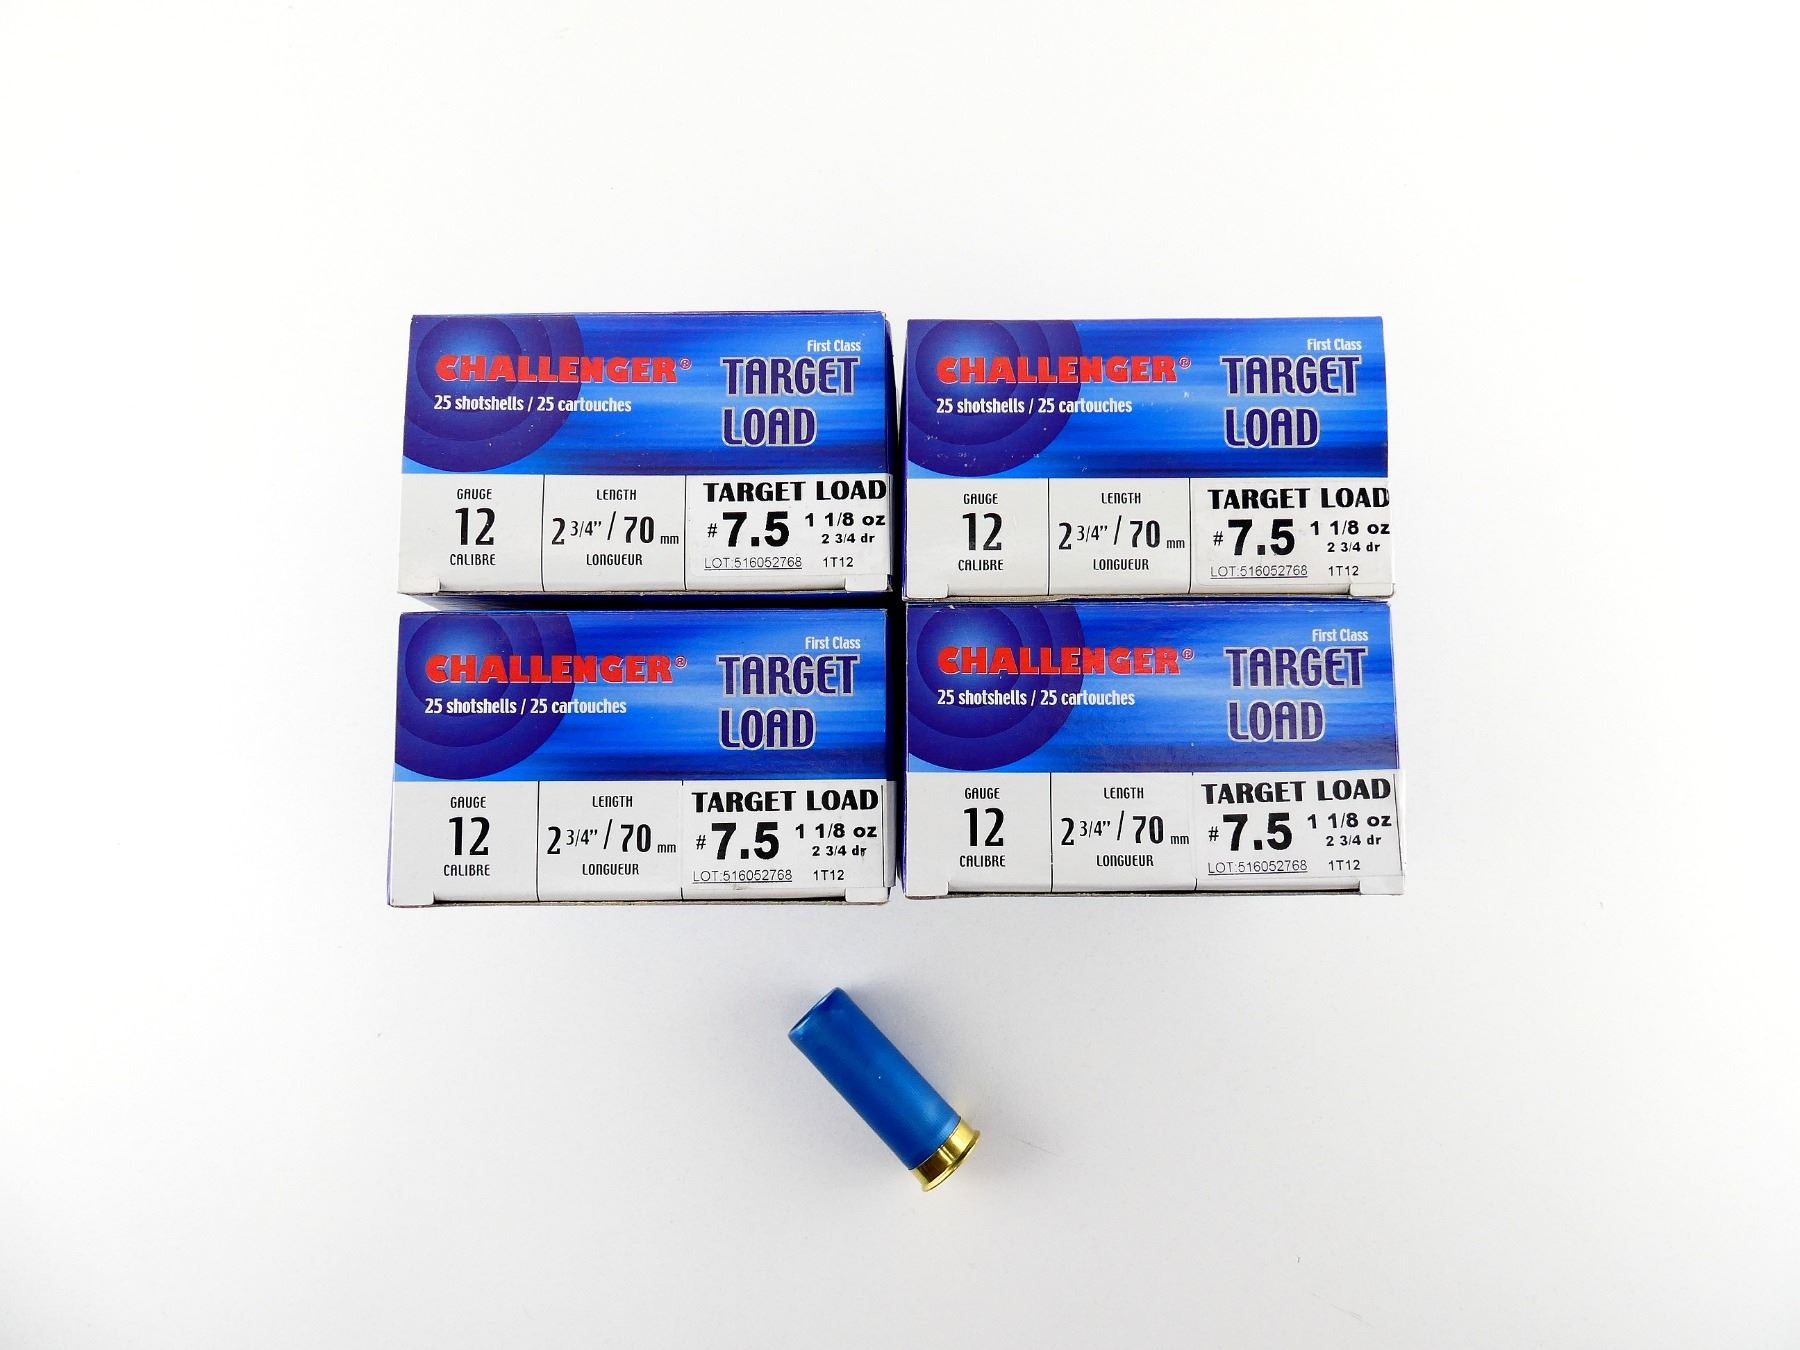 First Class
CHALLENGER®
TARGET
25 shotshells / 25 cartouches
LOAD
GAUGE
12
CALIBRE
LENGTH
2 3/4" / 70 mm
LONGUEUR
TARGET LOAD
# 7.5 1 1/8 oz
2 3/4 dr
LOT:516052768 1T12
First Class
CHALLENGER®
TARGET
25 shotshells / 25 cartouches
LOAD
GAUGE
12
CALIBRE
LENGTH
2 3/4" / 70 mm
LONGUEUR
TARGET LOAD
# 7.5 1 1/8 oz
2 3/4 dr
LOT:516052768 1T12
First Class
CHALLENGER®
TARGET
25 shotshells / 25 cartouches
LOAD
GAUGE
12
CALIBRE
LENGTH
2 3/4" / 70 mm
LONGUEUR
TARGET LOAD
# 7.5 1 1/8 oz
2 3/4 dr
LOT:516052768 1T12
First Class
CHALLENGER®
TARGET
25 shotshells / 25 cartouches
LOAD
GAUGE
12
CALIBRE
LENGTH
2 3/4" / 70 mm
LONGUEUR
TARGET LOAD
# 7.5 1 1/8 oz
2 3/4 dr
LOT:516052768 1T12